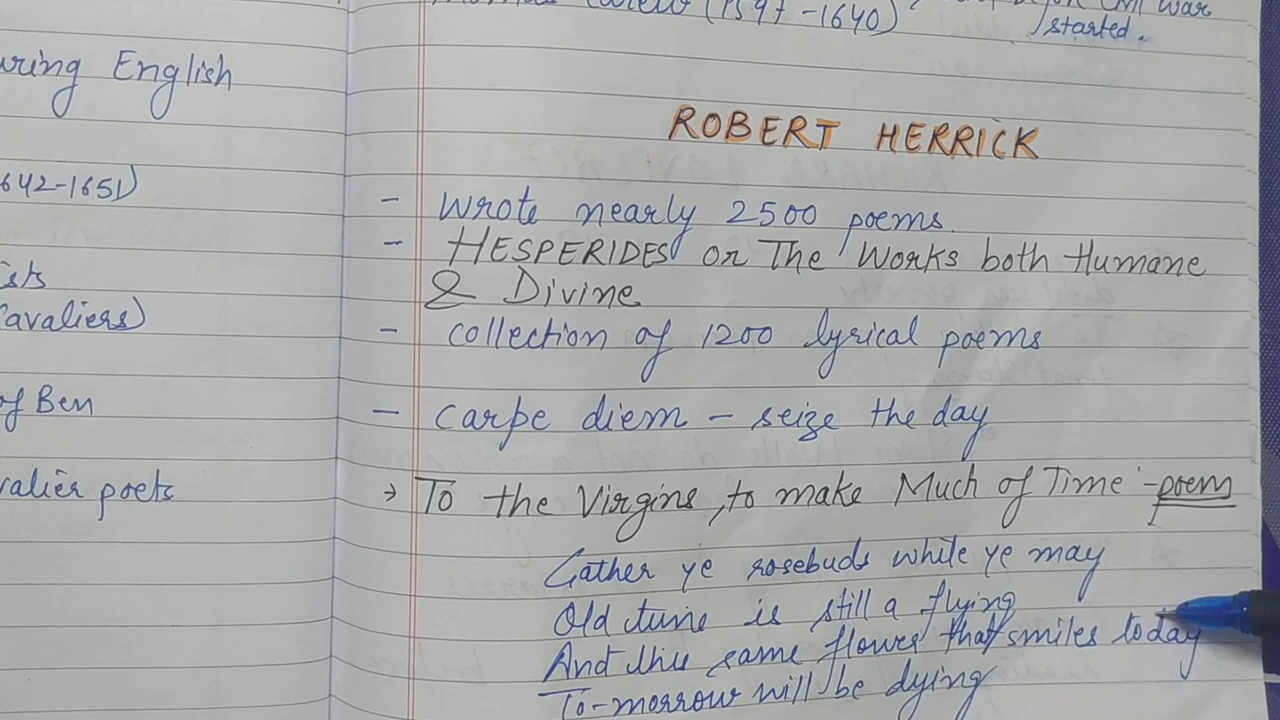 (1597-1640)
War
started.
uring English
ROBERT HERRICK
642-1651)
- Wrote nearly 2500 poems.
- HESPERIDES or The Works both Humane
& Divine
ists
avaliers)
- collection of 1200 lyrical poems
of Ben
- carpe diem - seize the day
valier poets
→ To the Virgins, to make Much of Time - poem
Gather ye rosebuds while ye may
Old time is still a flying
And this same flower that smiles today
To-morrow will be dying